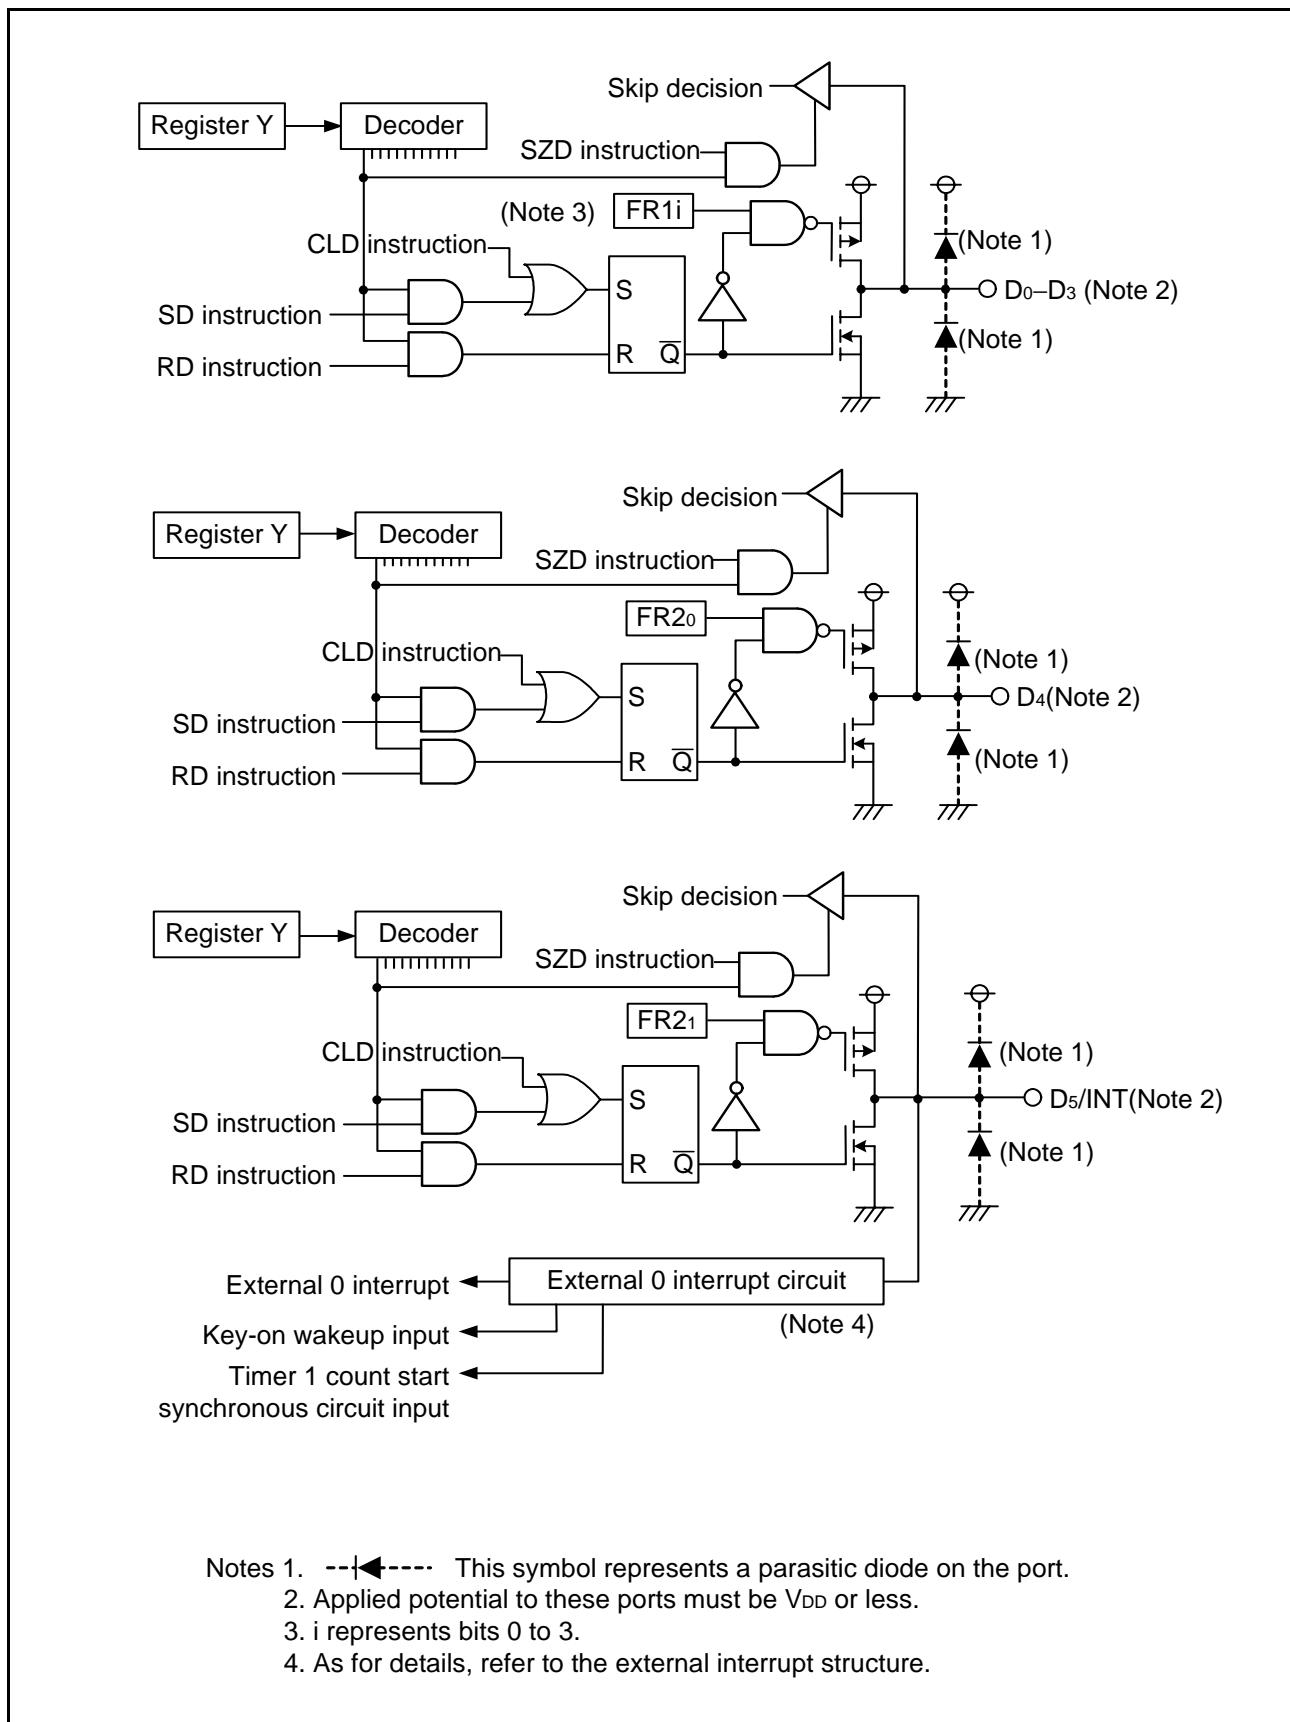 Skip decision
Register Y
Decoder
SZD instruction
(Note 3)
FR1i
(Note 1)
CLD instruction
S
D0–D3 (Note 2)
SD instruction
(Note 1)
RD instruction
R
Q̅
Skip decision
Register Y
Decoder
SZD instruction
FR20
CLD instruction
(Note 1)
S
D4(Note 2)
SD instruction
(Note 1)
RD instruction
R
Q̅
Skip decision
Register Y
Decoder
SZD instruction
FR21
CLD instruction
(Note 1)
S
D5/INT(Note 2)
SD instruction
(Note 1)
RD instruction
R
Q̅
External 0 interrupt
External 0 interrupt circuit
(Note 4)
Key-on wakeup input
Timer 1 count start
synchronous circuit input
Notes 1. This symbol represents a parasitic diode on the port.
2. Applied potential to these ports must be VDD or less.
3. i represents bits 0 to 3.
4. As for details, refer to the external interrupt structure.